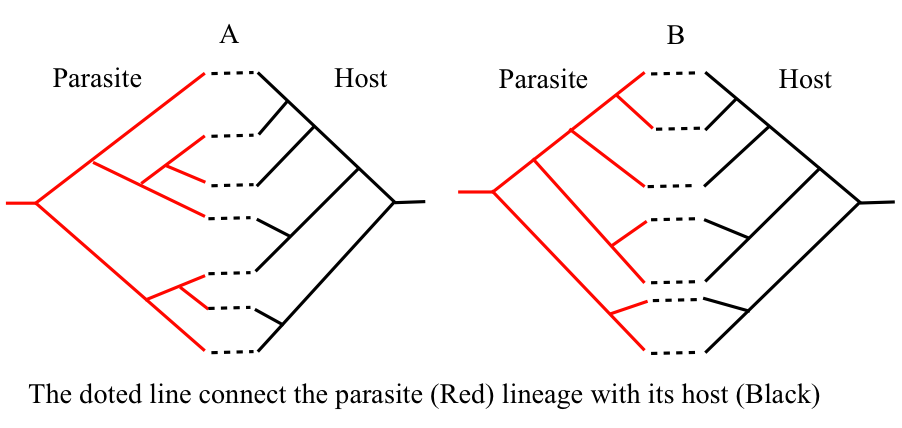 A
B
Parasite
Host
Parasite
Host
The doted line connect the parasite (Red) lineage with its host (Black)